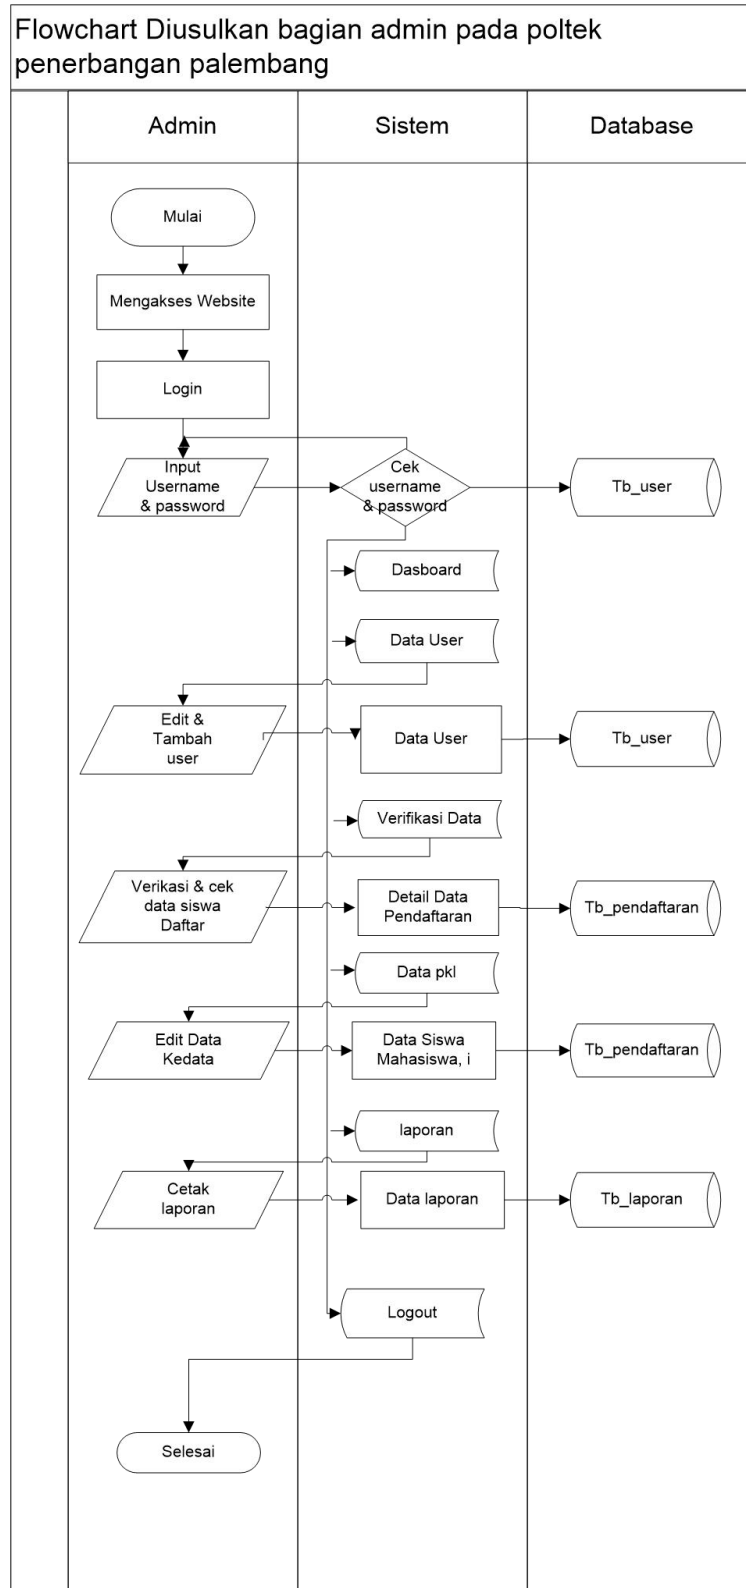 Flowchart Diusulkan bagian admin pada poltek
penerbangan palembang
Admin
Sistem
Database
Mulai
Mengakses Website
Login
Input
Username
& password
Cek
username
& password
Tb_user
Dasboard
Data User
Edit &
Tambah
user
Data User
Tb_user
Verifikasi Data
Verikasi & cek
data siswa
Daftar
Detail Data
Pendaftaran
Tb_pendaftaran
Data pkl
Edit Data
Kedata
Data Siswa
Mahasiswa, i
Tb_pendaftaran
laporan
Cetak
laporan
Data laporan
Tb_laporan
Logout
Selesai